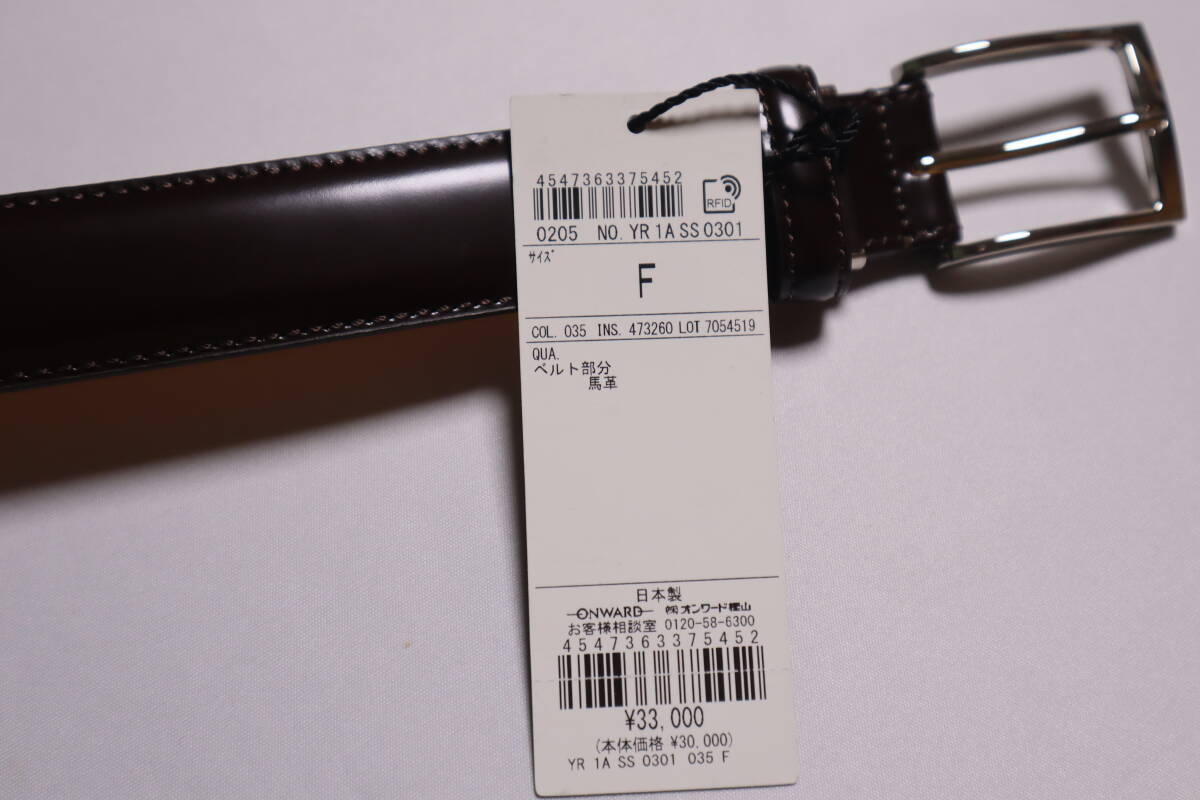 4547363375452
RFID
0205 NO. YR 1A SS 0301
ｻｲｽﾞ
F
COL. 035 INS. 473260 LOT 7054519
QUA.
ベルト部分
馬革
日本製
ONWARD ㈱オンワード樫山
お客様相談室 0120-58-6300
4547363375452
¥33,000
(本体価格 ¥30,000)
YR 1A SS 0301 035 F